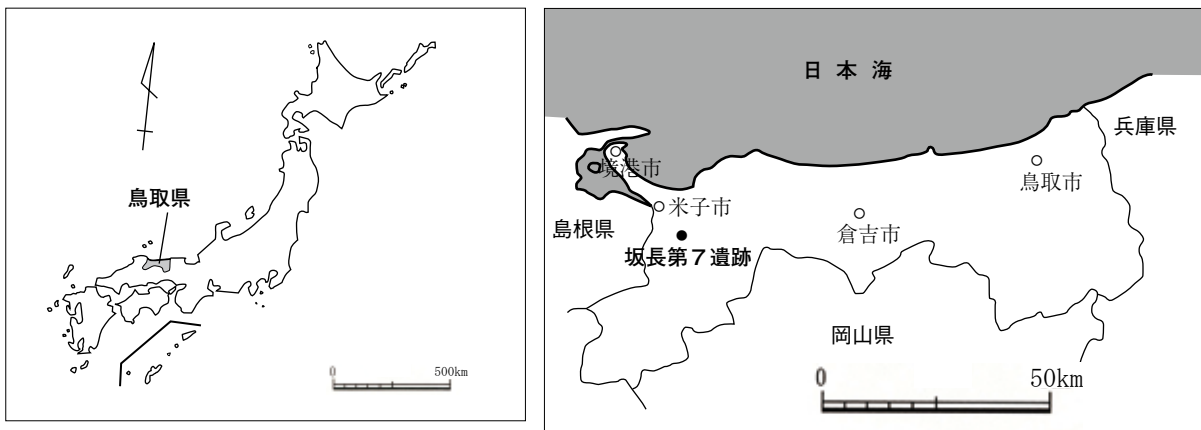 鳥取県
0
500km
日本海
兵庫県
境港市
鳥取市
米子市
島根県
倉吉市
坂長第7遺跡
岡山県
0
50km